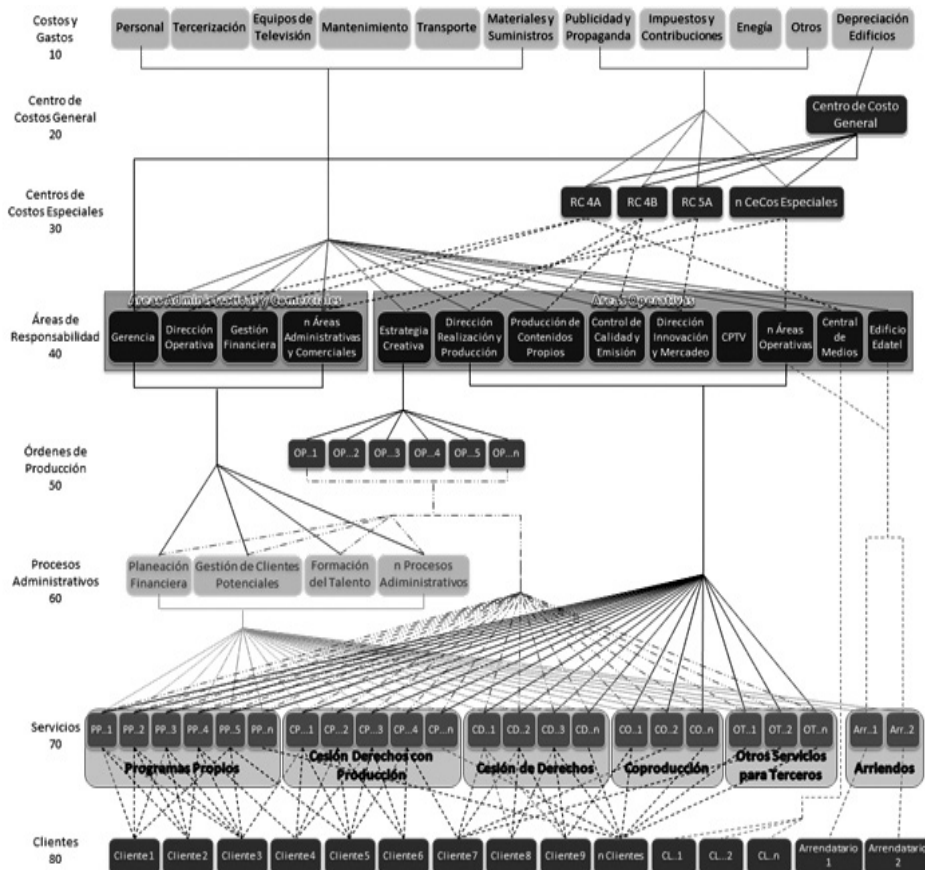 Costos y
Gastos
10
Personal
Tercerización
Equipos de
Televisión
Mantenimiento
Transporte
Materiales y
Suministros
Publicidad y
Propaganda
Impuestos y
Contribuciones
Enegía
Otros
Depreciación
Edificios
Centro de
Costos General
20
Centro de Costo
General
Centros de
Costos Especiales
30
RC 4A
RC 4B
RC 5A
n CeCos Especiales
Áreas de
Responsabilidad
40
Áreas Administrativas y Comerciales
Áreas Operativas
Gerencia
Dirección
Operativa
Gestión
Financiera
n Áreas
Administrativas
y Comerciales
Estrategia
Creativa
Dirección
Realización y
Producción
Producción de
Contenidos
Propios
Control de
Calidad y
Emisión
Dirección
Innovación
y Mercadeo
CPTV
n Áreas
Operativas
Central
de
Medios
Edificio
Edatel
Órdenes de
Producción
50
OP...1
OP...2
OP...3
OP...4
OP...5
OP...n
Procesos
Administrativos
60
Planeación
Financiera
Gestión de Clientes
Potenciales
Formación
del Talento
n Procesos
Adiministrativos
Servicios
70
PP...1
PP...2
PP...3
PP...4
PP...5
PP...n
Programas Propios
CP...1
CP...2
CP...3
CP...4
CP...n
Cesión Derechos con
Producción
CD...1
CD...2
CD...3
CD...n
Cesión de Derechos
CO...1
CO...2
CO...n
Coproducción
OT...1
OT...2
OT...n
Otros Servicios
para Terceros
Arr...1
Arr...2
Arriendos
Clientes
80
Cliente1
Cliente2
Cliente3
Cliente4
Cliente5
Cliente6
Cliente7
Cliente8
Cliente9
n Clientes
CL...1
CL...2
CL...n
Arrendatario
1
Arrendatario
2